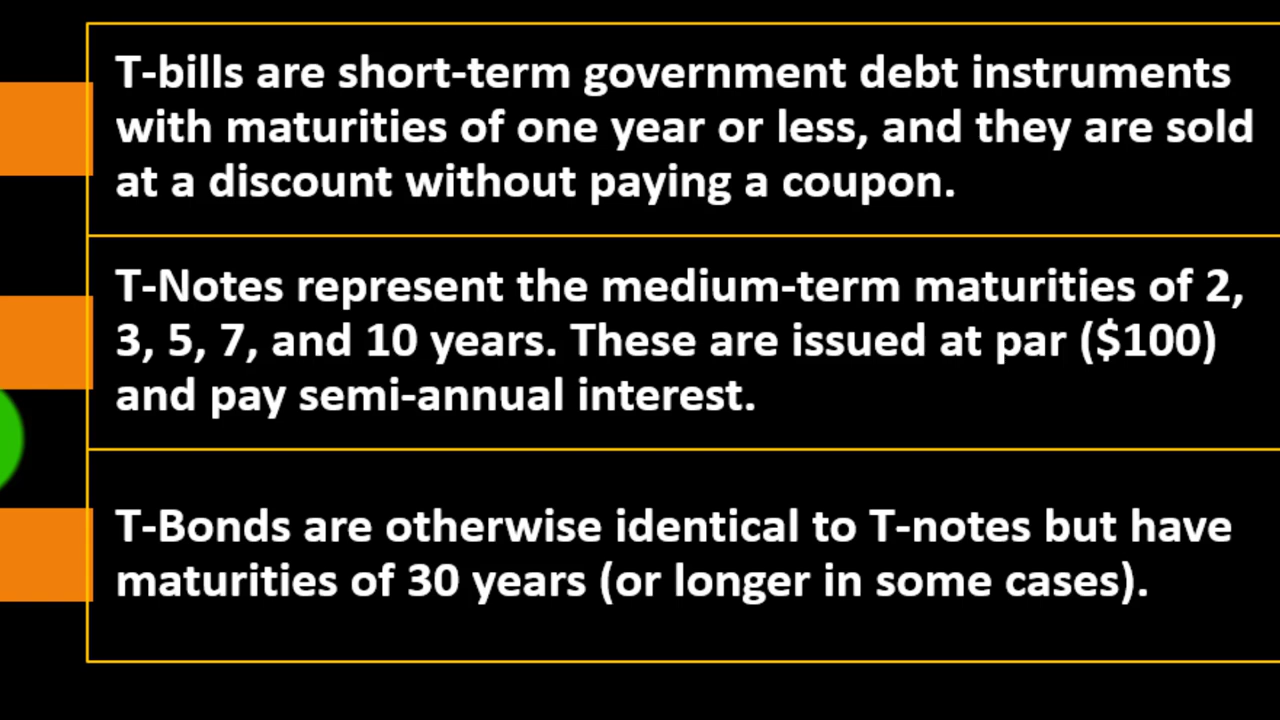 T-bills are short-term government debt instruments
with maturities of one year or less, and they are sold
at a discount without paying a coupon.
T-Notes represent the medium-term maturities of 2,
3, 5, 7, and 10 years. These are issued at par ($100)
and pay semi-annual interest.
T-Bonds are otherwise identical to T-notes but have
maturities of 30 years (or longer in some cases).